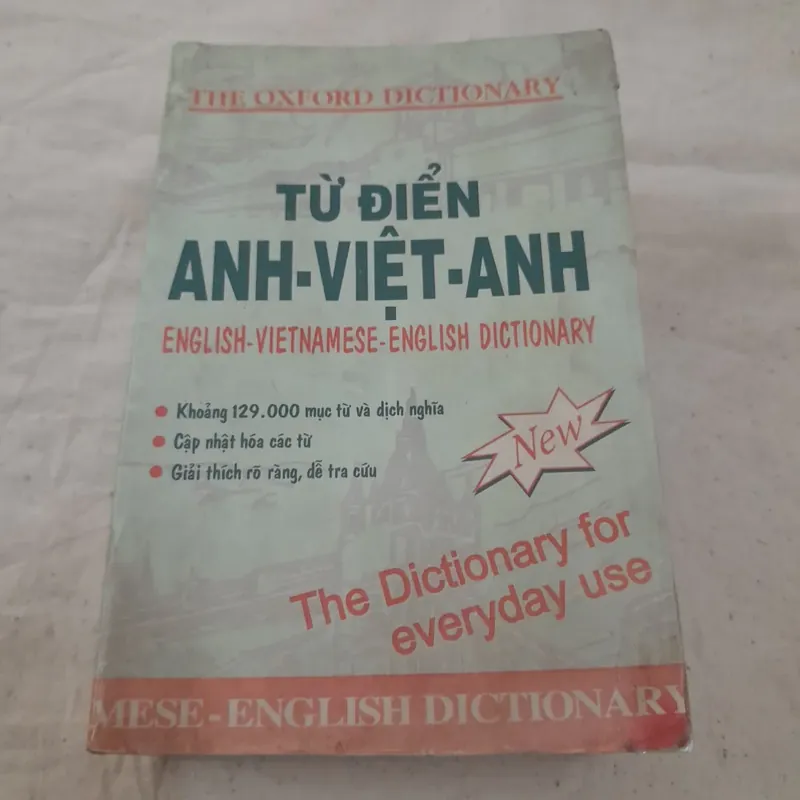 THE OXFORD DICTIONARY
TỪ ĐIỂN
ANH-VIỆT-ANH
ENGLISH-VIETNAMESE-ENGLISH DICTIONARY
Khoảng 129.000 mục từ và dịch nghĩa
Cập nhật hóa các từ
Giải thích rõ ràng, dễ tra cứu
New
The Dictionary for
everyday use
MESE-ENGLISH DICTIONARY